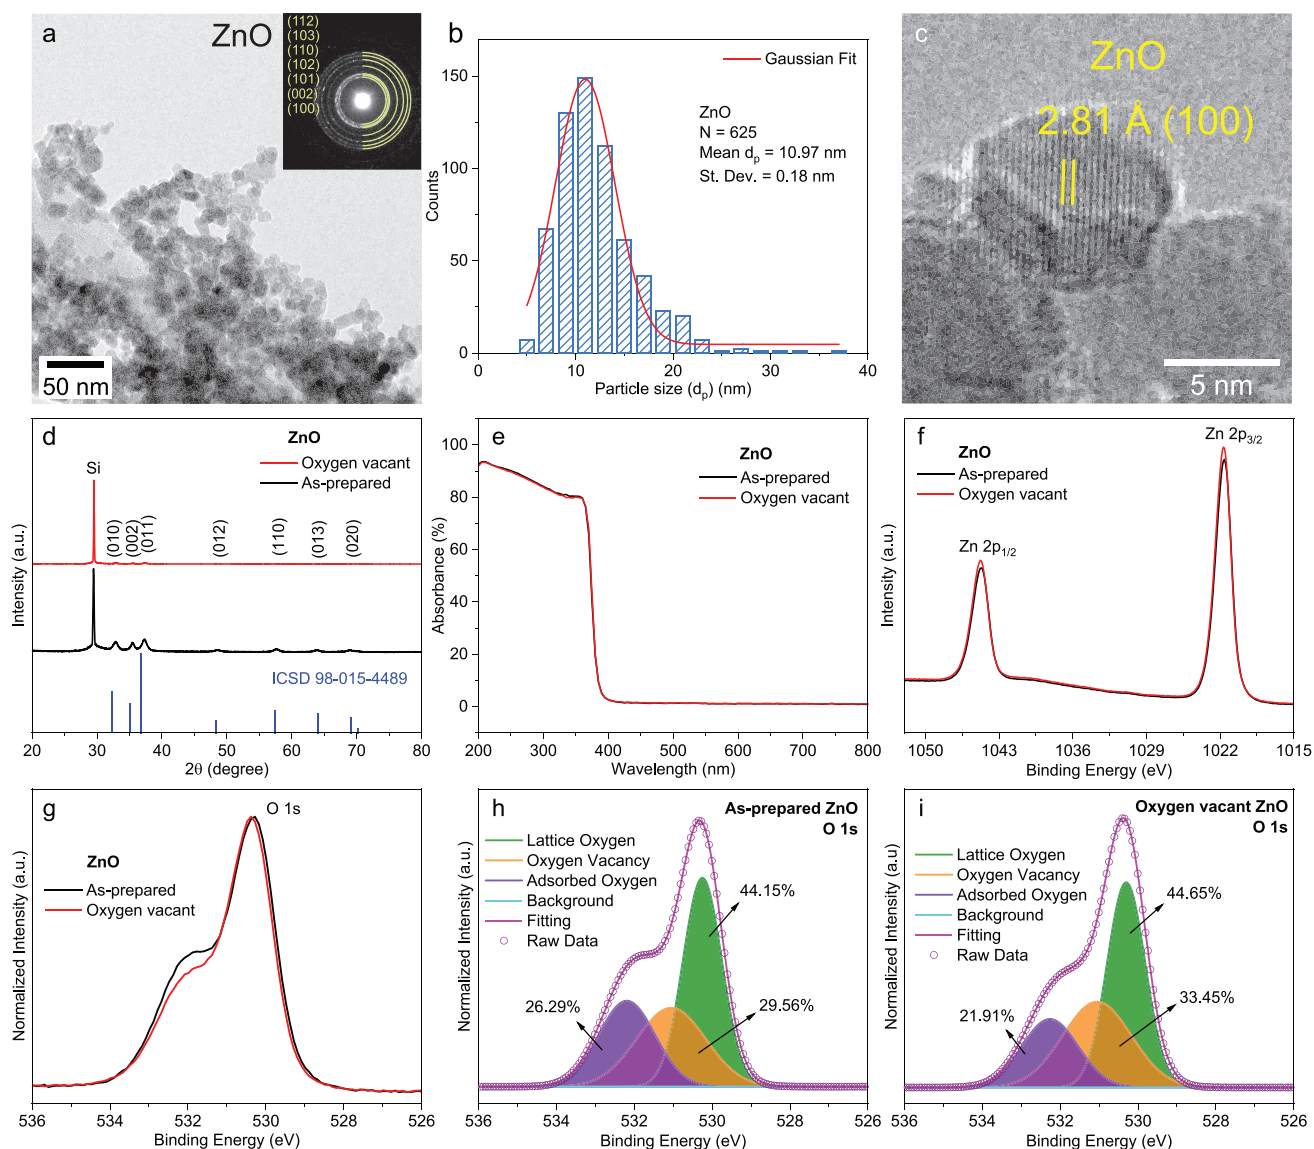 a
ZnO
(112)
(103)
(110)
(102)
(101)
(002)
(100)
50 nm
b
Gaussian Fit
ZnO
N = 625
Mean dₚ = 10.97 nm
St. Dev. = 0.18 nm
Counts
150
100
50
0
0 10 20 30 40
Particle size (dₚ) (nm)
c
ZnO
2.81 Å (100)
5 nm
d
ZnO
Oxygen vacant
As-prepared
Si
(010)
(002)
(011)
(012)
(110)
(013)
(020)
ICSD 98-015-4489
Intensity (a.u.)
20 30 40 50 60 70 80
2θ (degree)
e
ZnO
As-prepared
Oxygen vacant
Absorbance (%)
100
80
60
40
20
0
200 300 400 500 600 700 800
Wavelength (nm)
f
Zn 2p₃/₂
ZnO
As-prepared
Oxygen vacant
Zn 2p₁/₂
Intensity (a.u.)
1050 1043 1036 1029 1022 1015
Binding Energy (eV)
g
O 1s
ZnO
As-prepared
Oxygen vacant
Normalized Intensity (a.u.)
536 534 532 530 528 526
Binding Energy (eV)
h
As-prepared ZnO
O 1s
Lattice Oxygen
Oxygen Vacancy
Adsorbed Oxygen
Background
Fitting
Raw Data
44.15%
26.29%
29.56%
Normalized Intensity (a.u.)
536 534 532 530 528 526
Binding Energy (eV)
i
Oxygen vacant ZnO
O 1s
Lattice Oxygen
Oxygen Vacancy
Adsorbed Oxygen
Background
Fitting
Raw Data
44.65%
33.45%
21.91%
Normalized Intensity (a.u)
536 534 532 530 528 526
Binding Energy (eV)